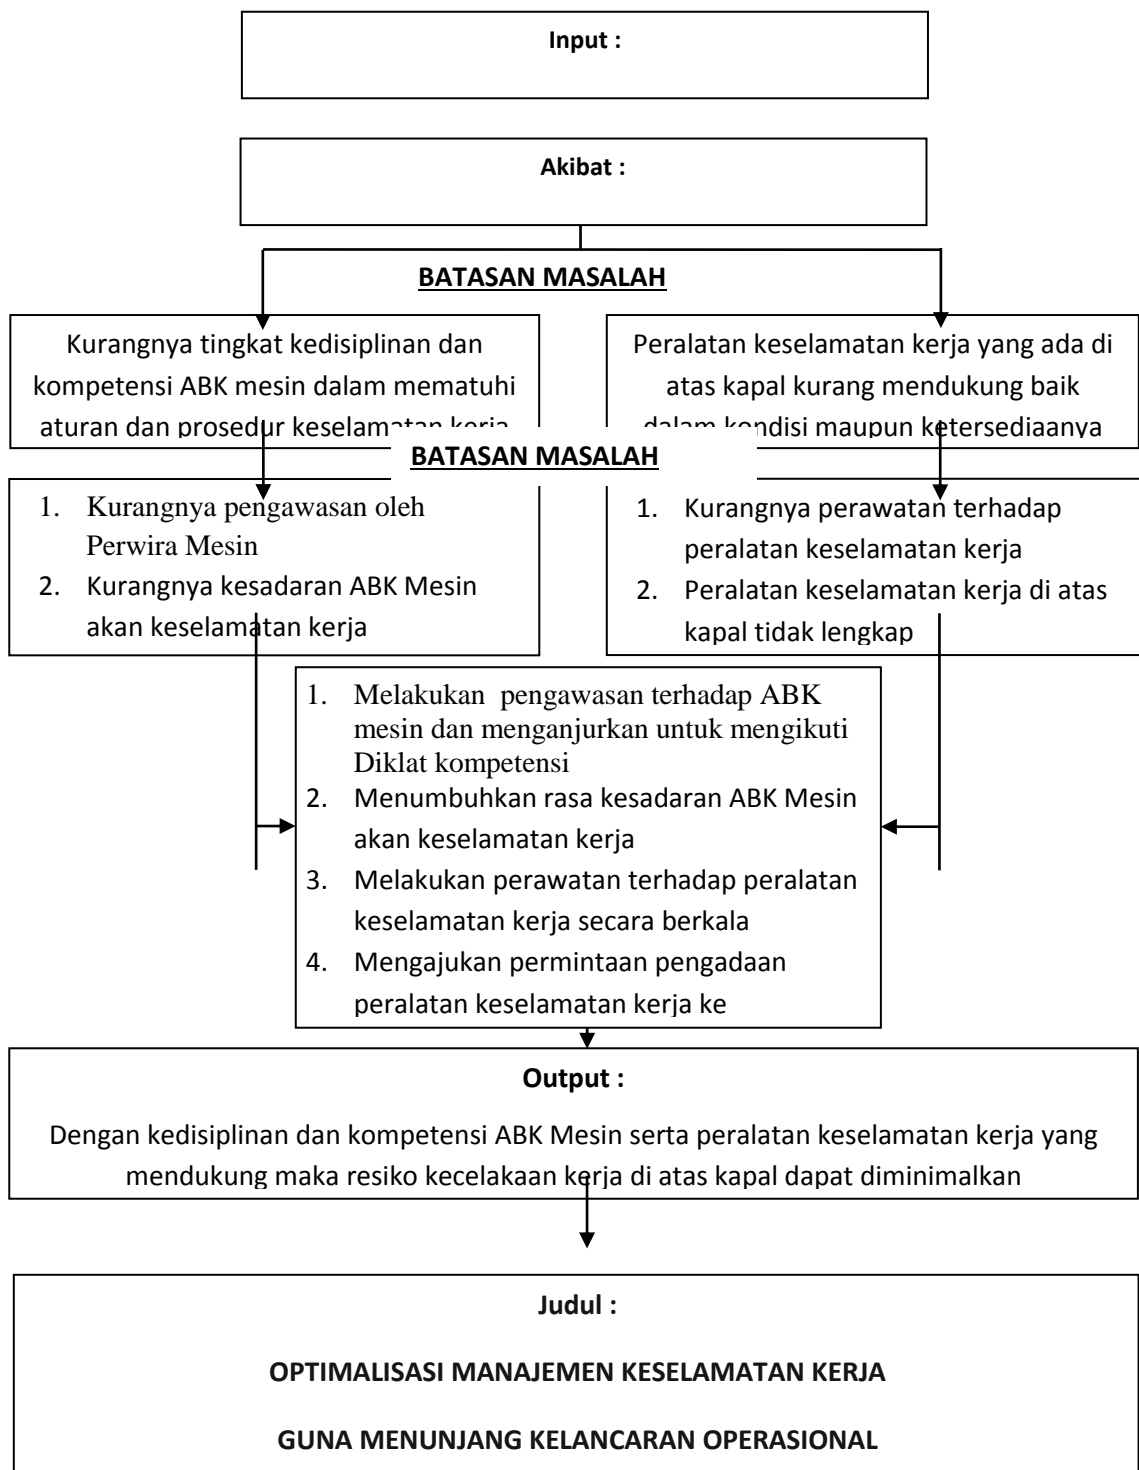 Input :
Akibat :
BATASAN MASALAH
Kurangnya tingkat kedisiplinan dan
kompetensi ABK mesin dalam mematuhi
aturan dan prosedur keselamatan kerja
Peralatan keselamatan kerja yang ada di
atas kapal kurang mendukung baik
dalam kondisi maupun ketersediaanya
BATASAN MASALAH
1. Kurangnya pengawasan oleh
Perwira Mesin
2. Kurangnya kesadaran ABK Mesin
akan keselamatan kerja
1. Kurangnya perawatan terhadap
peralatan keselamatan kerja
2. Peralatan keselamatan kerja di atas
kapal tidak lengkap
1. Melakukan pengawasan terhadap ABK
mesin dan menganjurkan untuk mengikuti
Diklat kompetensi
2. Menumbuhkan rasa kesadaran ABK Mesin
akan keselamatan kerja
3. Melakukan perawatan terhadap peralatan
keselamatan kerja secara berkala
4. Mengajukan permintaan pengadaan
peralatan keselamatan kerja ke
Output :
Dengan kedisiplinan dan kompetensi ABK Mesin serta peralatan keselamatan kerja yang
mendukung maka resiko kecelakaan kerja di atas kapal dapat diminimalkan
Judul :
OPTIMALISASI MANAJEMEN KESELAMATAN KERJA
GUNA MENUNJANG KELANCARAN OPERASIONAL